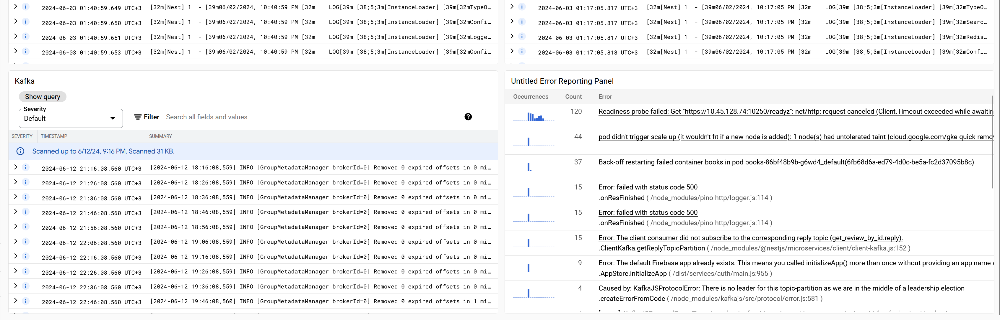 2024-06-03 01:40:59.649 UTC+3 [32m[Nest] 1  - [39m06/02/2024, 10:40:59 PM [32m    LOG[39m [38;5;3m[InstanceLoader] [39m[32mTypeO…
2024-06-03 01:40:59.650 UTC+3 [32m[Nest] 1  - [39m06/02/2024, 10:40:59 PM [32m    LOG[39m [38;5;3m[InstanceLoader] [39m[32mConfi…
2024-06-03 01:40:59.651 UTC+3 [32m[Nest] 1  - [39m06/02/2024, 10:40:59 PM [32m    LOG[39m [38;5;3m[InstanceLoader] [39m[32mLogge…
2024-06-03 01:40:59.653 UTC+3 [32m[Nest] 1  - [39m06/02/2024, 10:40:59 PM [32m    LOG[39m [38;5;3m[InstanceLoader] [39m[32mConfi…
2024-06-03 01:17:05.817 UTC+3 [32m[Nest] 1  - [39m06/02/2024, 10:17:05 PM [32m    LOG[39m [38;5;3m[InstanceLoader] [39m[32mTypeO…
2024-06-03 01:17:05.817 UTC+3 [32m[Nest] 1  - [39m06/02/2024, 10:17:05 PM [32m    LOG[39m [38;5;3m[InstanceLoader] [39m[32mSearc…
2024-06-03 01:17:05.817 UTC+3 [32m[Nest] 1  - [39m06/02/2024, 10:17:05 PM [32m    LOG[39m [38;5;3m[InstanceLoader] [39m[32mRedis…
2024-06-03 01:17:05.818 UTC+3 [32m[Nest] 1  - [39m06/02/2024, 10:17:05 PM [32m    LOG[39m [38;5;3m[InstanceLoader] [39m[32mConfi…
Kafka
Show query
Severity
Default
Filter Search all fields and values
SEVERITY TIMESTAMP SUMMARY
Scanned up to 6/12/24, 9:16 PM. Scanned 31 KB.
2024-06-12 21:16:08.560 UTC+3 [2024-06-12 18:16:08,559] INFO [GroupMetadataManager brokerId=0] Removed 0 expired offsets in 0 mi…
2024-06-12 21:26:08.560 UTC+3 [2024-06-12 18:26:08,559] INFO [GroupMetadataManager brokerId=0] Removed 0 expired offsets in 0 mi…
2024-06-12 21:36:08.560 UTC+3 [2024-06-12 18:36:08,559] INFO [GroupMetadataManager brokerId=0] Removed 0 expired offsets in 0 mi…
2024-06-12 21:46:08.560 UTC+3 [2024-06-12 18:46:08,559] INFO [GroupMetadataManager brokerId=0] Removed 0 expired offsets in 0 mi…
2024-06-12 21:56:08.560 UTC+3 [2024-06-12 18:56:08,559] INFO [GroupMetadataManager brokerId=0] Removed 0 expired offsets in 0 mi…
2024-06-12 22:06:08.560 UTC+3 [2024-06-12 19:06:08,559] INFO [GroupMetadataManager brokerId=0] Removed 0 expired offsets in 0 mi…
2024-06-12 22:16:08.560 UTC+3 [2024-06-12 19:16:08,559] INFO [GroupMetadataManager brokerId=0] Removed 0 expired offsets in 0 mi…
2024-06-12 22:26:08.560 UTC+3 [2024-06-12 19:26:08,559] INFO [GroupMetadataManager brokerId=0] Removed 0 expired offsets in 0 mi…
2024-06-12 22:36:08.560 UTC+3 [2024-06-12 19:36:08,559] INFO [GroupMetadataManager brokerId=0] Removed 0 expired offsets in 0 mi…
2024-06-12 22:46:08.560 UTC+3 [2024-06-12 19:46:08,560] INFO [GroupMetadataManager brokerId=0] Removed 0 expired offsets in 1 mi…
Untitled Error Reporting Panel
Occurrences Count Error
120 Readiness probe failed: Get "https://10.45.128.74:10250/readyz": net/http: request canceled (Client.Timeout exceeded while awaitin
44 pod didn't trigger scale-up (it wouldn't fit if a new node is added): 1 node(s) had untolerated taint {cloud.google.com/gke-quick-remov
37 Back-off restarting failed container books in pod books-86bf48b9b-g6wd4_default(6fb68d6a-ed79-4d0c-be5a-fc2d37095b8c)
15 Error: failed with status code 500
.onResFinished ( /node_modules/pino-http/logger.js:114 )
15 Error: failed with status code 500
.onResFinished ( /node_modules/pino-http/logger.js:114 )
15 Error: The client consumer did not subscribe to the corresponding reply topic (get_review_by_id.reply).
.ClientKafka.getReplyTopicPartition ( /node_modules/@nestjs/microservices/client/client-kafka.js:152 )
9 Error: The default Firebase app already exists. This means you called initializeApp() more than once without providing an app name a
.AppStore.initializeApp ( /dist/services/auth/main.js:955 )
4 Caused by: KafkaJSProtocolError: There is no leader for this topic-partition as we are in the middle of a leadership election
.createErrorFromCode ( /node_modules/kafkajs/src/protocol/error.js:581 )